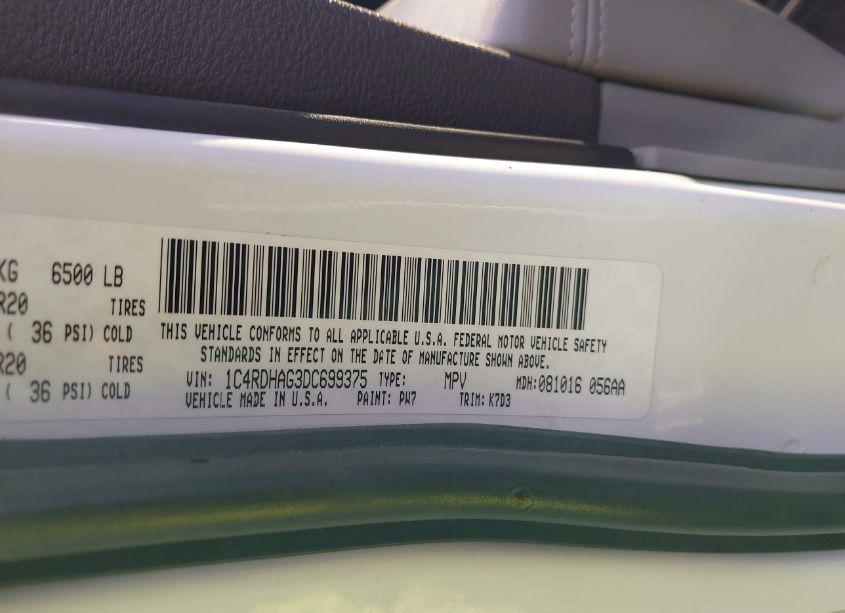 KG 6500 LB
R20 TIRES
( 36 PSI) COLD
R20 TIRES
( 36 PSI) COLD
THIS VEHICLE CONFORMS TO ALL APPLICABLE U.S.A. FEDERAL MOTOR VEHICLE SAFETY
STANDARDS IN EFFECT ON THE DATE OF MANUFACTURE SHOWN ABOVE.
VIN: 1C4RDHAG3DC699375 TYPE: MPV MDH:081016 056AA
VEHICLE MADE IN U.S.A. PAINT: PW7 TRIM: K7D3